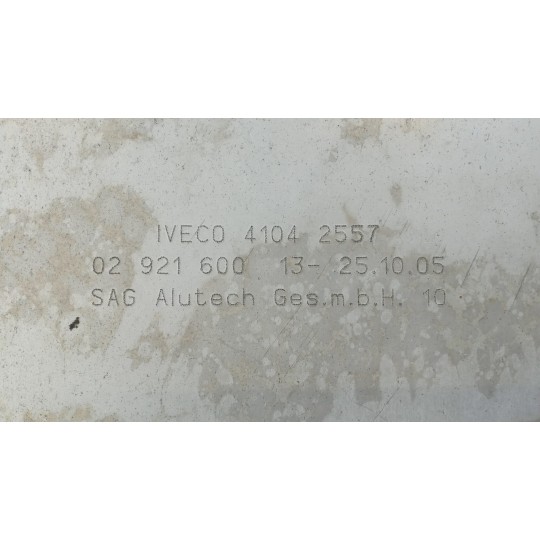 IVECO 4104 2557
02 921 600 13- 25.10.05
SAG Alutech Ges.m.b.H. 10